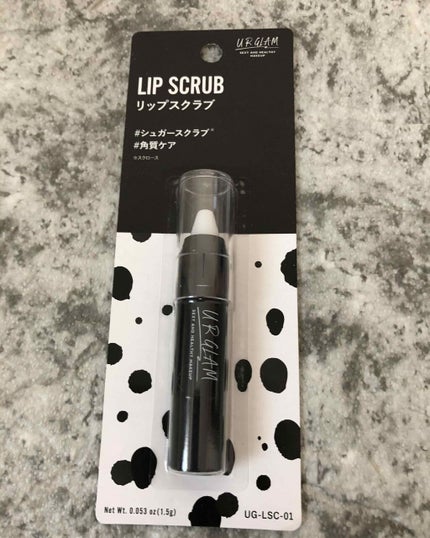 URGLAM
SEXY AND HEALTHY
MAKEUP
LIP SCRUB
リップスクラブ
#シュガースクラブ※
#角質ケア
※スクロース
URGLAM
SEXY AND HEALTHY MAKEUP
Net Wt. 0.053 oz(1.5g)
UG-LSC-01